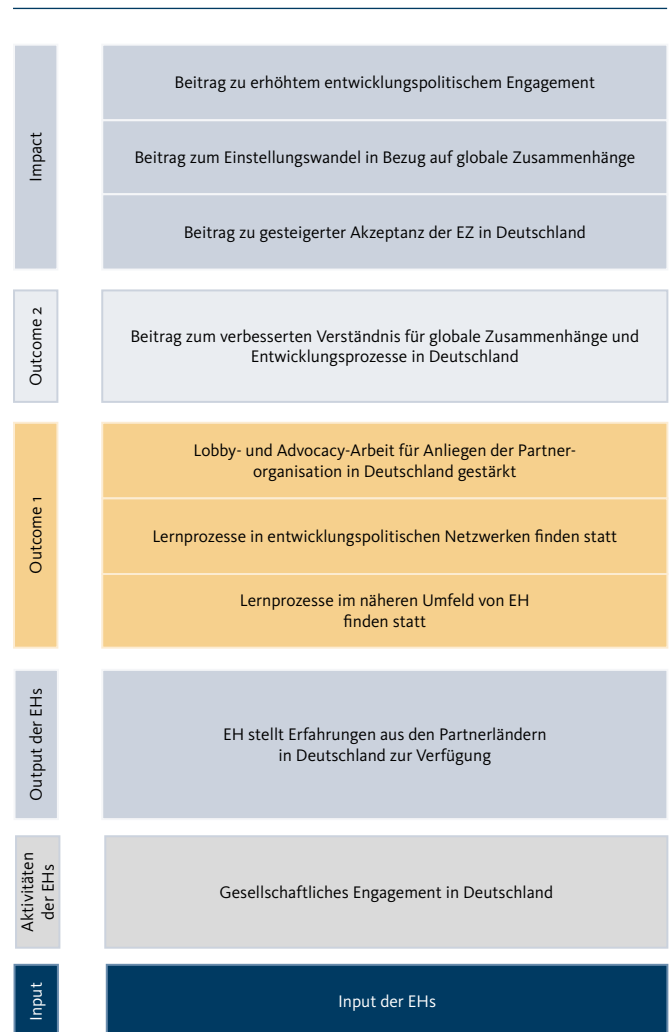 Impact
Beitrag zu erhöhtem entwicklungspolitischem Engagement
Beitrag zum Einstellungswandel in Bezug auf globale Zusammenhänge
Beitrag zu gesteigerter Akzeptanz der EZ in Deutschland
Outcome 2
Beitrag zum verbesserten Verständnis für globale Zusammenhänge und
Entwicklungsprozesse in Deutschland
Outcome 1
Lobby- und Advocacy-Arbeit für Anliegen der Partner-
organisation in Deutschland gestärkt
Lernprozesse in entwicklungspolitischen Netzwerken finden statt
Lernprozesse im näheren Umfeld von EH
finden statt
Output der EHs
EH stellt Erfahrungen aus den Partnerländern
in Deutschland zur Verfügung
Aktivitäten
der EHs
Gesellschaftliches Engagement in Deutschland
Input
Input der EHs